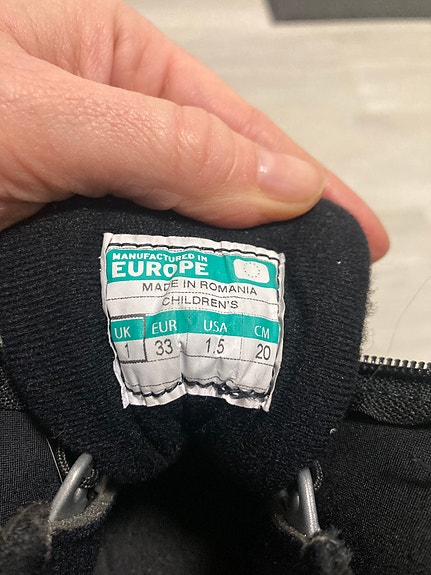 MANUFACTURED IN
EUROPE
MADE IN ROMANIA
CHILDREN'S
UK EUR USA CM
1 33 1.5 20